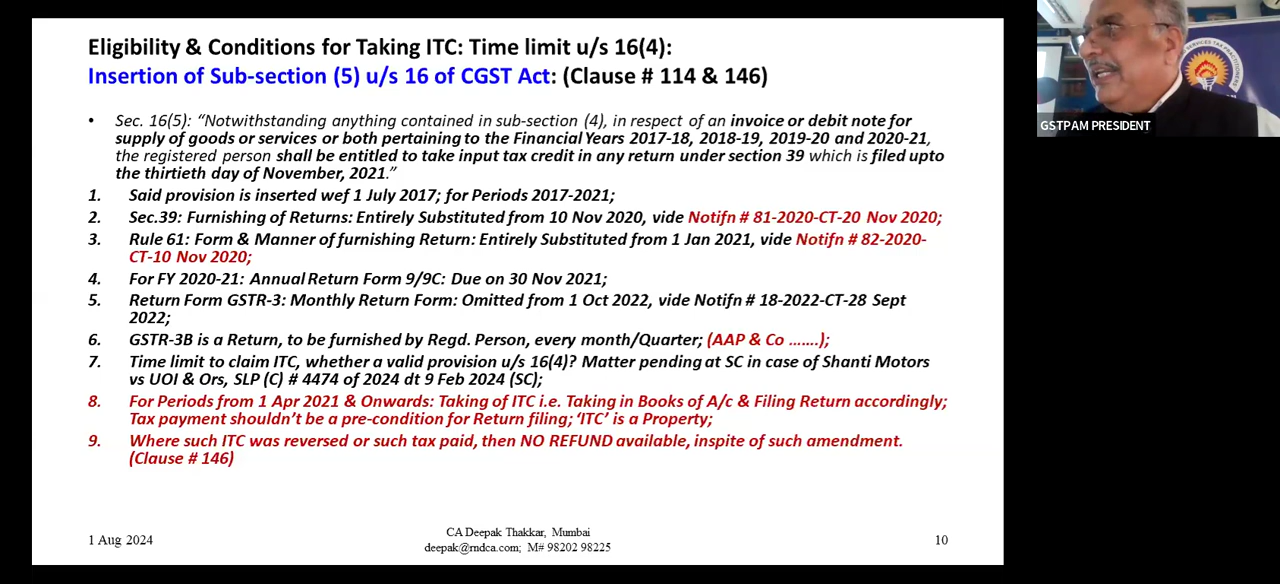 Eligibility & Conditions for Taking ITC: Time limit u/s 16(4):
Insertion of Sub-section (5) u/s 16 of CGST Act: (Clause # 114 & 146)
• Sec. 16(5): “Notwithstanding anything contained in sub-section (4), in respect of an invoice or debit note for
supply of goods or services or both pertaining to the Financial Years 2017-18, 2018-19, 2019-20 and 2020-21,
the registered person shall be entitled to take input tax credit in any return under section 39 which is filed upto
the thirtieth day of November, 2021.”
1. Said provision is inserted wef 1 July 2017; for Periods 2017-2021;
2. Sec.39: Furnishing of Returns: Entirely Substituted from 10 Nov 2020, vide Notifn # 81-2020-CT-20 Nov 2020;
3. Rule 61: Form & Manner of furnishing Return: Entirely Substituted from 1 Jan 2021, vide Notifn # 82-2020-
CT-10 Nov 2020;
4. For FY 2020-21: Annual Return Form 9/9C: Due on 30 Nov 2021;
5. Return Form GSTR-3: Monthly Return Form: Omitted from 1 Oct 2022, vide Notifn # 18-2022-CT-28 Sept
2022;
6. GSTR-3B is a Return, to be furnished by Regd. Person, every month/Quarter; (AAP & Co …….);
7. Time limit to claim ITC, whether a valid provision u/s 16(4)? Matter pending at SC in case of Shanti Motors
vs UOI & Ors, SLP (C) # 4474 of 2024 dt 9 Feb 2024 (SC);
8. For Periods from 1 Apr 2021 & Onwards: Taking of ITC i.e. Taking in Books of A/c & Filing Return accordingly;
Tax payment shouldn’t be a pre-condition for Return filing; ‘ITC’ is a Property;
9. Where such ITC was reversed or such tax paid, then NO REFUND available, inspite of such amendment.
(Clause # 146)
1 Aug 2024
CA Deepak Thakkar, Mumbai
deepak@rndca.com; M# 98202 98225
10
GSTPAM PRESIDENT